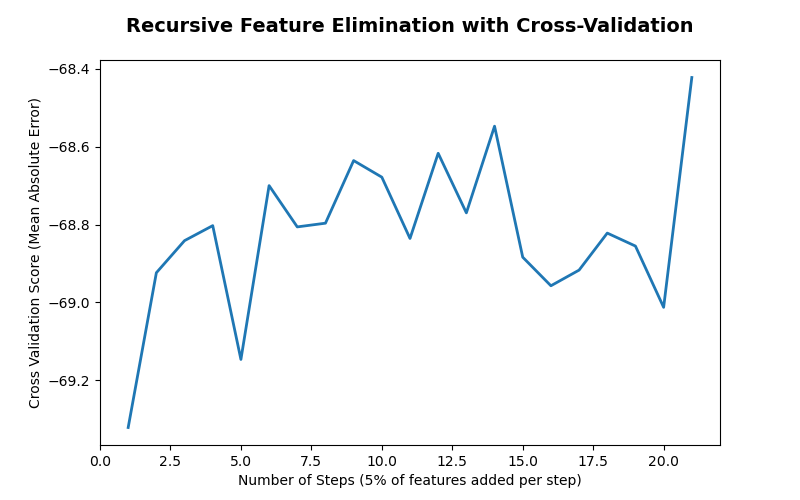 Recursive Feature Elimination with Cross-Validation
Cross Validation Score (Mean Absolute Error)
−68.4
−68.6
−68.8
−69.0
−69.2
0.0 2.5 5.0 7.5 10.0 12.5 15.0 17.5 20.0
Number of Steps (5% of features added per step)